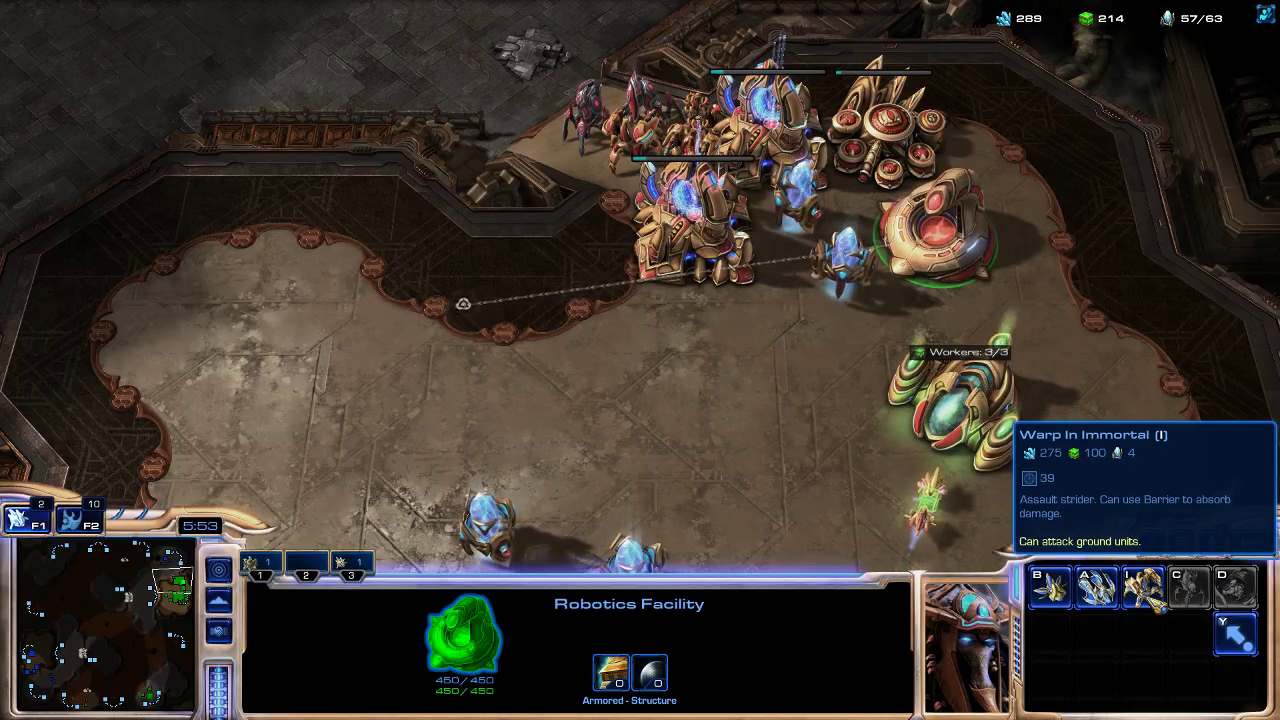 289 214 57/63
Workers: 3/3
Warp In Immortal (I)
275 100 4
39
Assault strider. Can use Barrier to absorb
damage.
Can attack ground units.
2 10
F1 F2
5:53
1 1
1 2 3
Robotics Facility
B A C D
Y
450 / 450
450 / 450
0 0
Armored - Structure